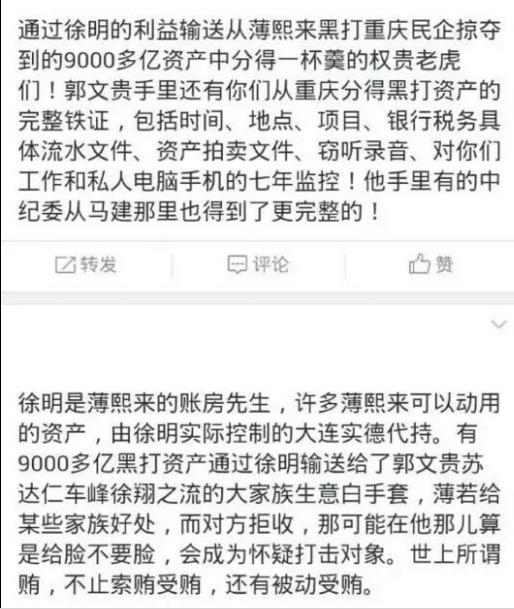 通过徐明的利益输送从薄熙来黑打重庆民企掠夺
到的9000多亿资产中分得一杯羹的权贵老虎
们！郭文贵手里还有你们从重庆分得黑打资产的
完整铁证，包括时间、地点、项目、银行税务具
体流水文件、资产拍卖文件、窃听录音、对你们
工作和私人电脑手机的七年监控！他手里有的中
纪委从马建那里也得到了更完整的！
转发 评论 赞
徐明是薄熙来的账房先生，许多薄熙来可以动用
的资产，由徐明实际控制的大连实德代持。有
9000多亿黑打资产通过徐明输送给了郭文贵苏
达仁车峰徐翔之流的大家族生意白手套，薄若给
某些家族好处，而对方拒收，那可能在他那儿算
是给脸不要脸，会成为怀疑打击对象。世上所谓
贿，不止索贿受贿，还有被动受贿。